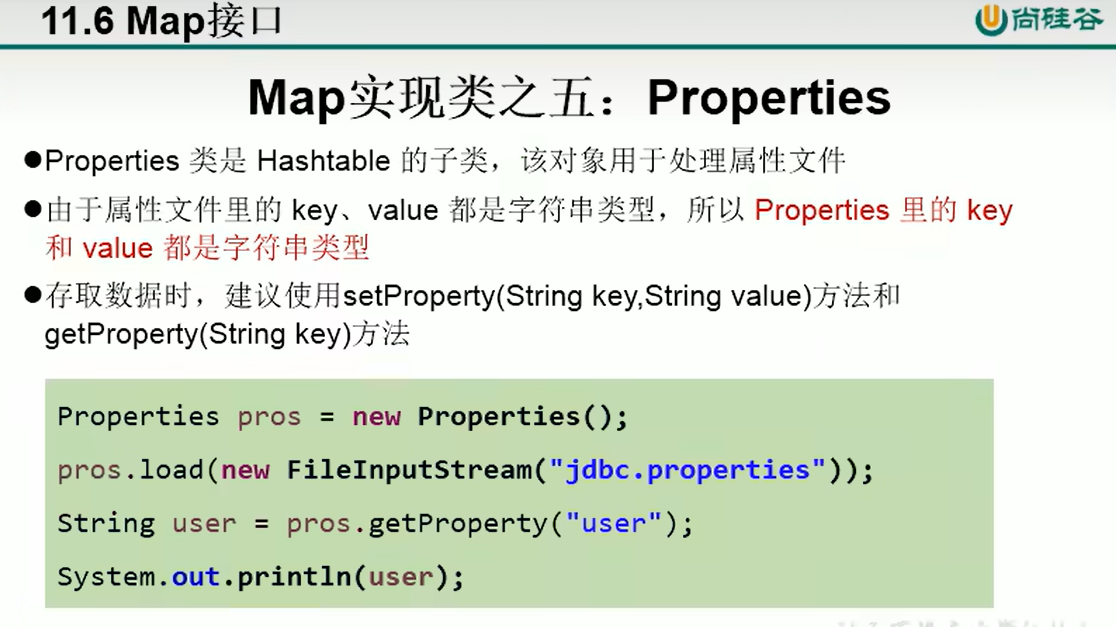 11.6 Map接口
尚硅谷
Map实现类之五：Properties
●Properties 类是 Hashtable 的子类，该对象用于处理属性文件
●由于属性文件里的 key、value 都是字符串类型，所以 Properties 里的 key
和 value 都是字符串类型
●存取数据时，建议使用setProperty(String key,String value)方法和
getProperty(String key)方法
Properties pros = new Properties();
pros.load(new FileInputStream("jdbc.properties"));
String user = pros.getProperty("user");
System.out.println(user);